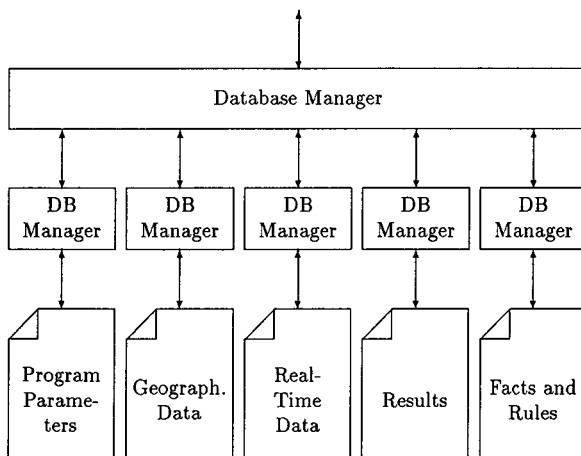 Database Manager
DB
Manager
DB
Manager
DB
Manager
DB
Manager
DB
Manager
Program
Parame-
ters
Geograph.
Data
Real-
Time
Data
Results
Facts and
Rules